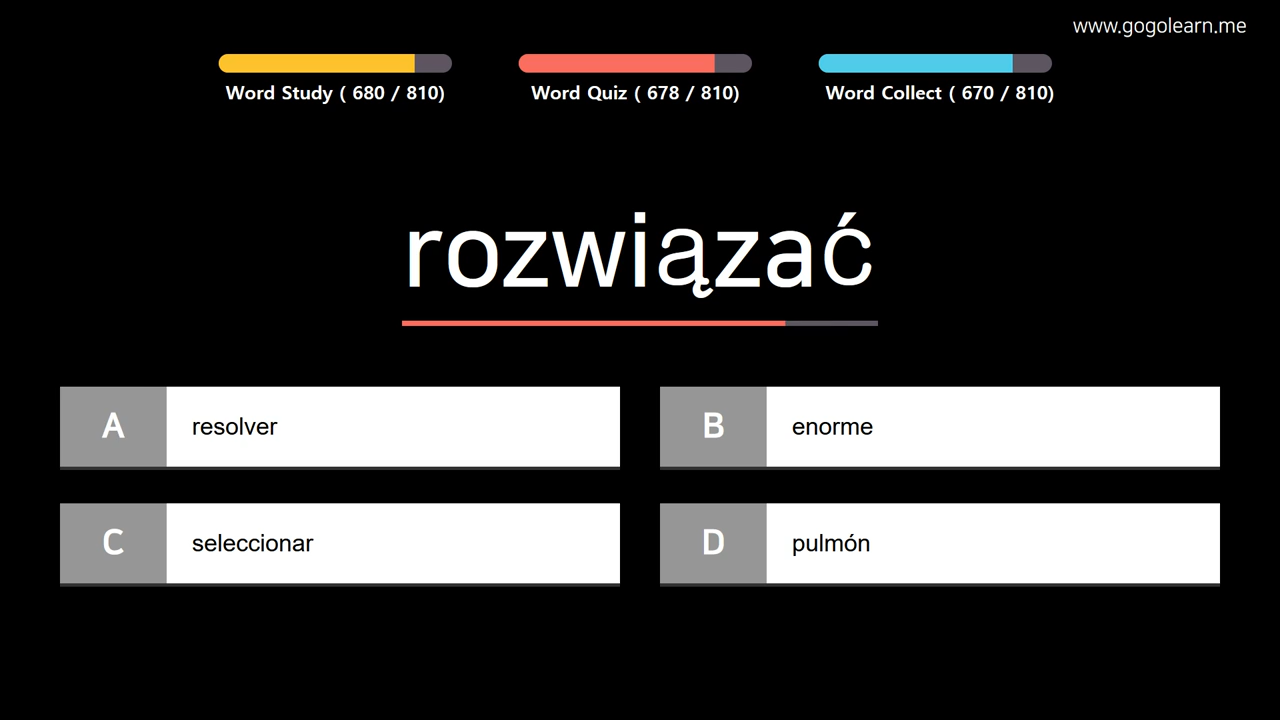 www.gogolearn.me
Word Study ( 680 / 810)
Word Quiz ( 678 / 810)
Word Collect ( 670 / 810)
rozwiązać
A resolver
B enorme
C seleccionar
D pulmón